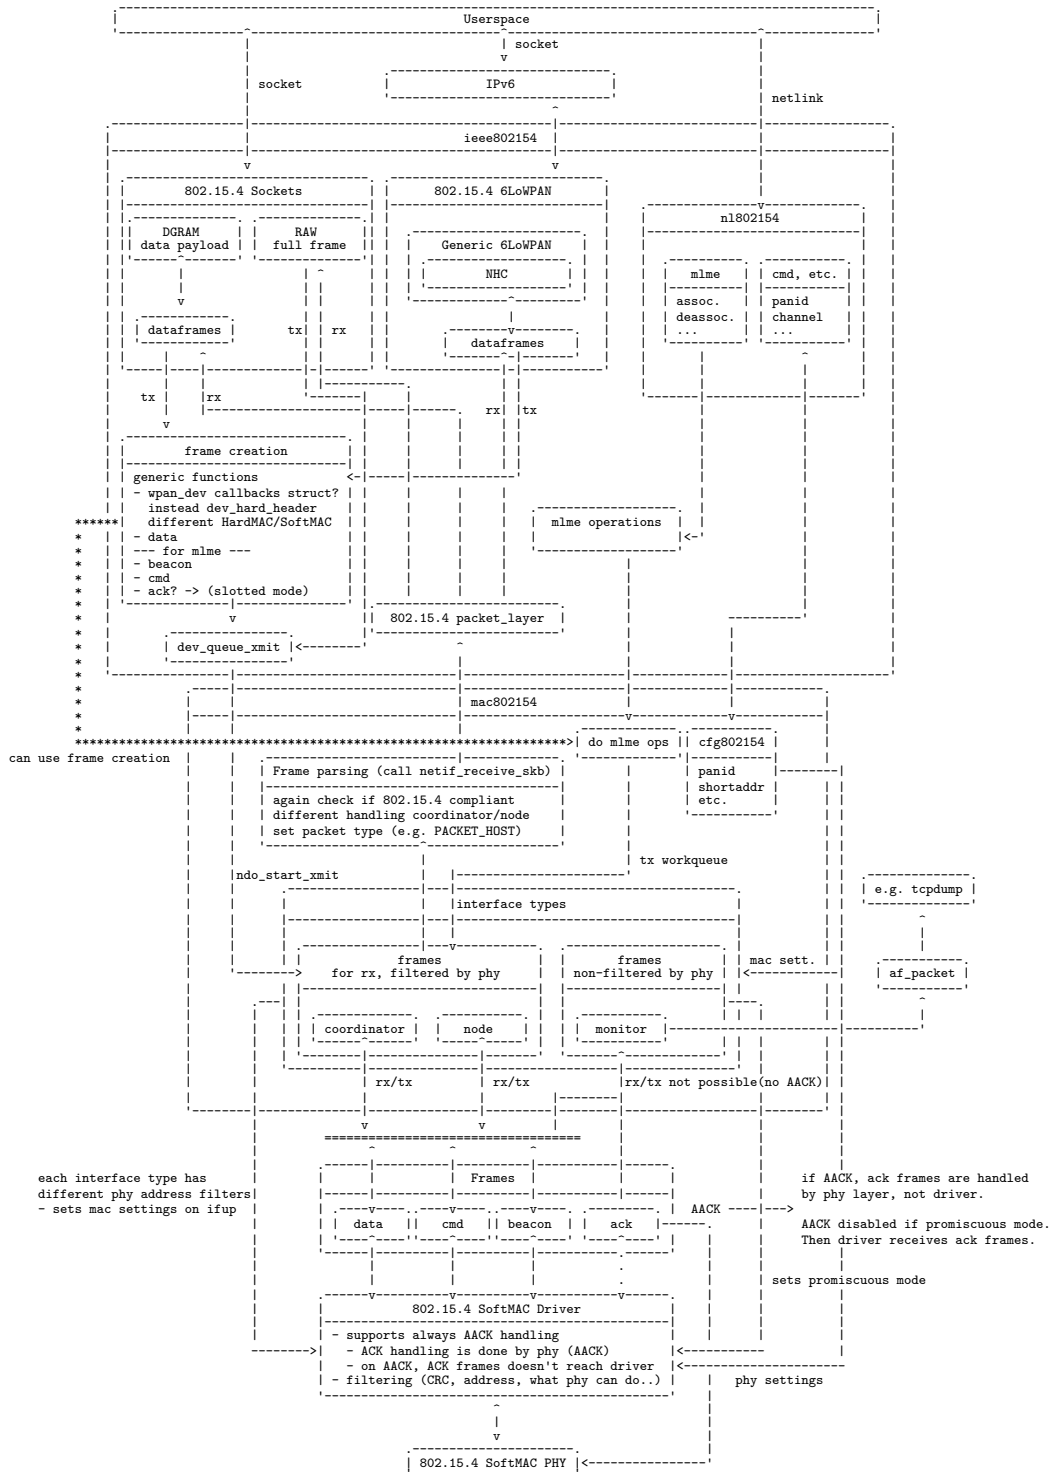 Userspace
socket
socket
IPv6
netlink
ieee802154
802.15.4 Sockets
802.15.4 6LoWPAN
nl802154
DGRAM
data payload
RAW
full frame
Generic 6LoWPAN
NHC
mlme
assoc.
deassoc.
...
cmd, etc.
panid
channel
...
dataframes
tx
rx
dataframes
tx
rx
rx
tx
frame creation
generic functions
- wpan_dev callbacks struct?
instead dev_hard_header
different HardMAC/SoftMAC
- data
--- for mlme ---
- beacon
- cmd
- ack? -> (slotted mode)
mlme operations
802.15.4 packet_layer
dev_queue_xmit
mac802154
do mlme ops
cfg802154
can use frame creation
Frame parsing (call netif_receive_skb)
again check if 802.15.4 compliant
different handling coordinator/node
set packet type (e.g. PACKET_HOST)
panid
shortaddr
etc.
tx workqueue
ndo_start_xmit
e.g. tcpdump
interface types
frames
for rx, filtered by phy
frames
non-filtered by phy
mac sett.
af_packet
coordinator
node
monitor
rx/tx
rx/tx
rx/tx not possible(no AACK)
each interface type has
different phy address filters
- sets mac settings on ifup
Frames
if AACK, ack frames are handled
by phy layer, not driver.
data
cmd
beacon
ack
AACK
AACK disabled if promiscuous mode.
Then driver receives ack frames.
sets promiscuous mode
802.15.4 SoftMAC Driver
- supports always AACK handling
- ACK handling is done by phy (AACK)
- on AACK, ACK frames doesn't reach driver
- filtering (CRC, address, what phy can do..)
phy settings
802.15.4 SoftMAC PHY